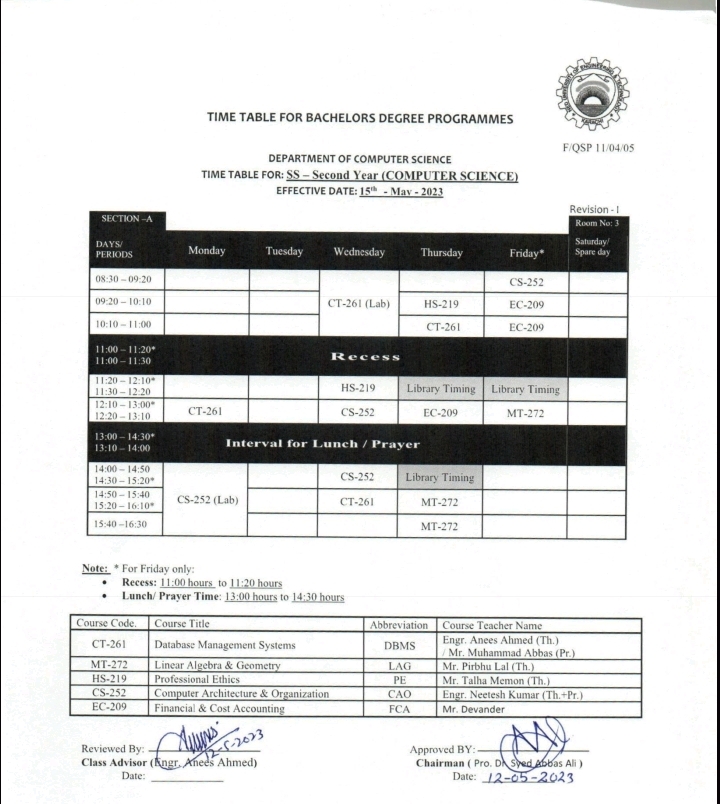 NED UNIVERSITY OF ENGINEERING & TECHNOLOGY
KARACHI
TIME TABLE FOR BACHELORS DEGREE PROGRAMMES
F/QSP 11/04/05
DEPARTMENT OF COMPUTER SCIENCE
TIME TABLE FOR: SS – Second Year (COMPUTER SCIENCE)
EFFECTIVE DATE: 15th - May - 2023
Revision - I
SECTION –A Room No: 3
DAYS/ PERIODS Monday Tuesday Wednesday Thursday Friday* Saturday/ Spare day
08:30 – 09:20 CS-252
09:20 – 10:10 CT-261 (Lab) HS-219 EC-209
10:10 – 11:00 CT-261 EC-209
11:00 – 11:20*
11:00 – 11:30
Recess
11:20 – 12:10*
11:30 – 12:20
HS-219 Library Timing Library Timing
12:10 – 13:00*
12:20 – 13:10
CT-261 CS-252 EC-209 MT-272
13:00 – 14:30*
13:10 – 14:00
Interval for Lunch / Prayer
14:00 – 14:50
14:30 – 15:20*
CS-252 Library Timing
14:50 – 15:40
15:20 – 16:10*
CS-252 (Lab) CT-261 MT-272
15:40 –16:30 MT-272
Note: * For Friday only:
• Recess: 11:00 hours to 11:20 hours
• Lunch/ Prayer Time: 13:00 hours to 14:30 hours
Course Code. Course Title Abbreviation Course Teacher Name
CT-261 Database Management Systems DBMS Engr. Anees Ahmed (Th.)
/ Mr. Muhammad Abbas (Pr.)
MT-272 Linear Algebra & Geometry LAG Mr. Pirbhu Lal (Th.)
HS-219 Professional Ethics PE Mr. Talha Memon (Th.)
CS-252 Computer Architecture & Organization CAO Engr. Neetesh Kumar (Th.+Pr.)
EC-209 Financial & Cost Accounting FCA Mr. Devander
Reviewed By: 12-5-2023
Class Advisor (Engr. Anees Ahmed)
Date:
Approved BY:
Chairman ( Pro. Dr. Syed Abbas Ali )
Date: 12-05-2023